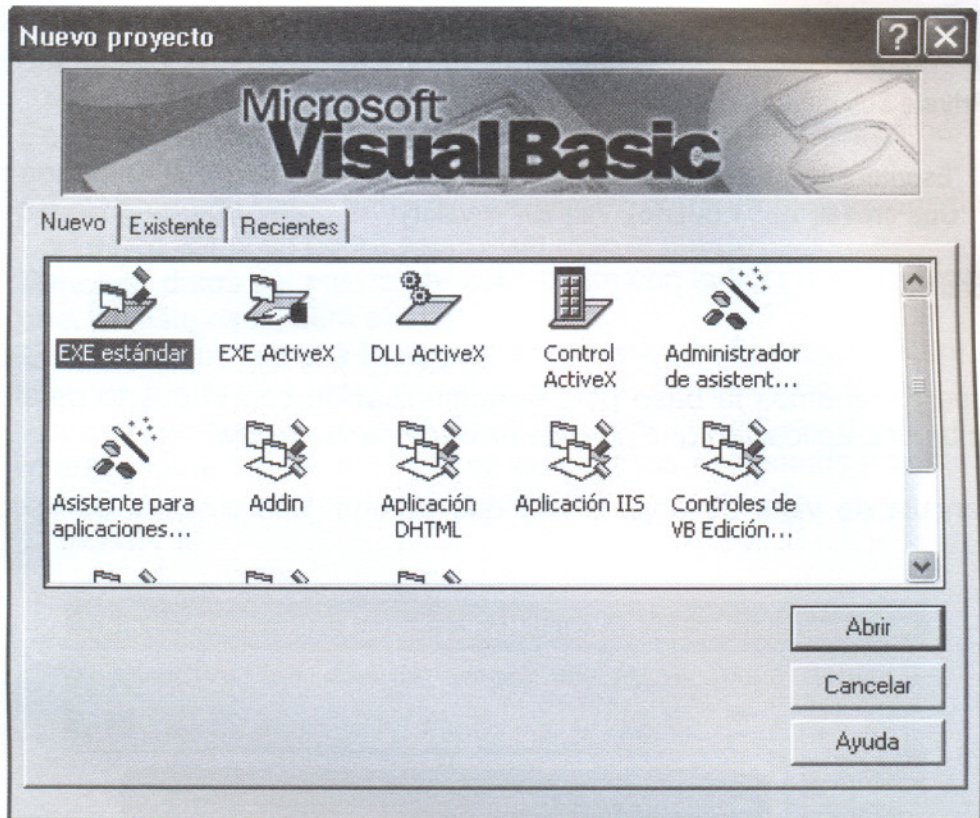 Nuevo proyecto
Microsoft
Visual Basic
Nuevo
Existente
Recientes
EXE estándar
EXE ActiveX
DLL ActiveX
Control
ActiveX
Administrador
de asistent...
Asistente para
aplicaciones...
Addin
Aplicación
DHTML
Aplicación IIS
Controles de
VB Edición...
Abrir
Cancelar
Ayuda